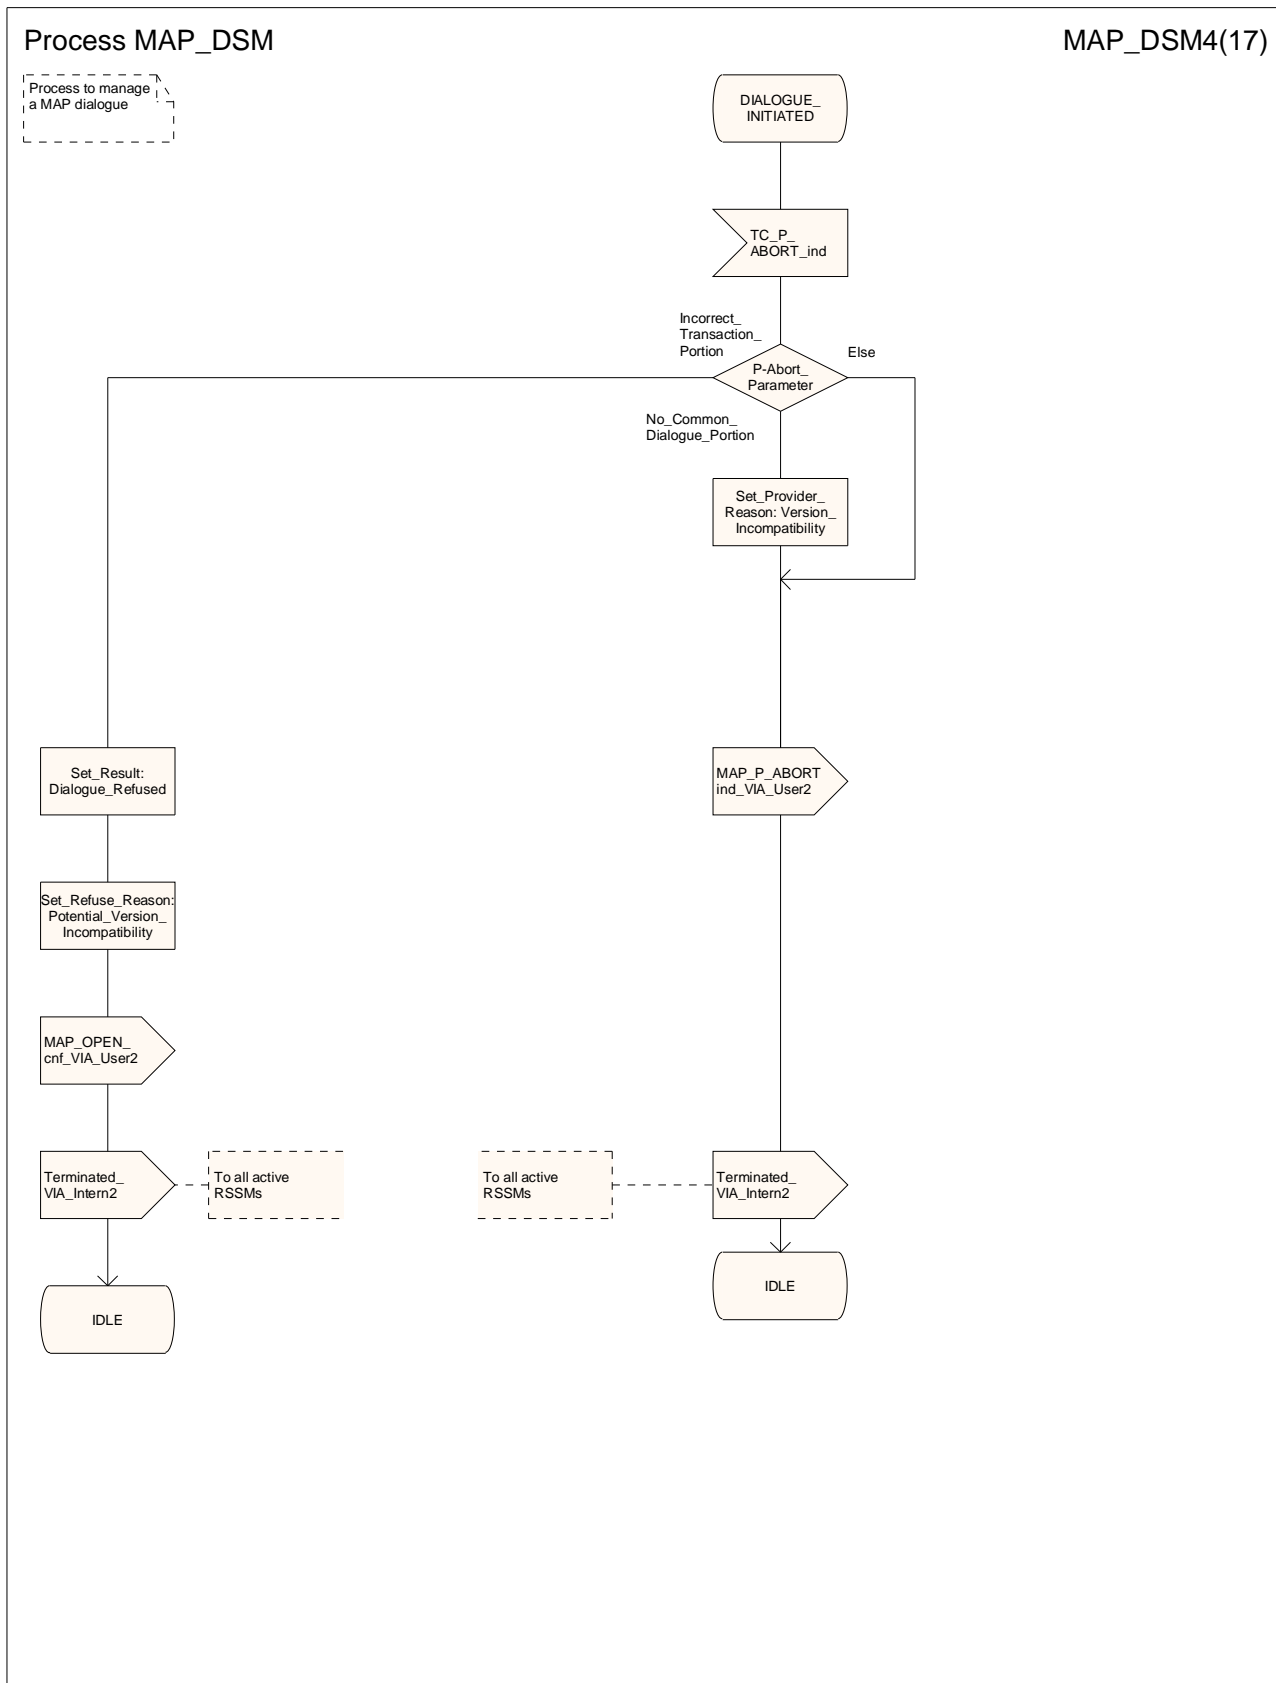 Process MAP_DSM
MAP_DSM4(17)
Process to manage
a MAP dialogue
DIALOGUE_
INITIATED
TC_P_
ABORT_ind
Incorrect_
Transaction_
Portion
Else
P-Abort_
Parameter
No_Common_
Dialogue_Portion
Set_Provider_
Reason: Version_
Incompatibility
Set_Result:
Dialogue_Refused
MAP_P_ABORT
ind_VIA_User2
Set_Refuse_Reason:
Potential_Version_
Incompatibility
MAP_OPEN_
cnf_VIA_User2
Terminated_
VIA_Intern2
To all active
RSSMs
To all active
RSSMs
Terminated_
VIA_Intern2
IDLE
IDLE